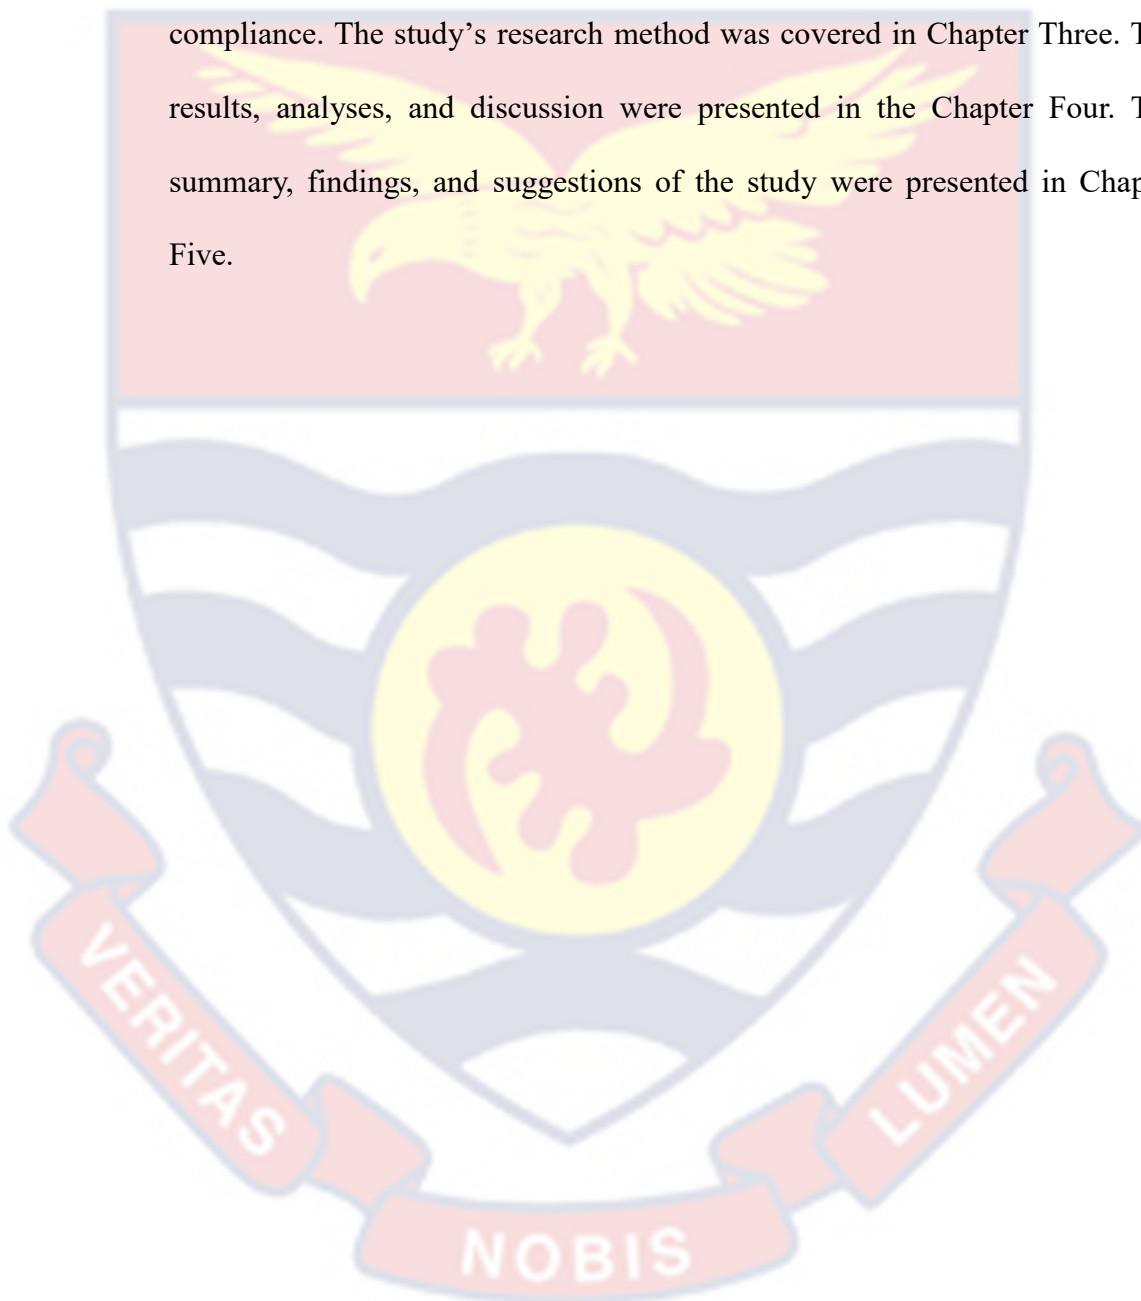 compliance. The study’s research method was covered in Chapter Three. T
results, analyses, and discussion were presented in the Chapter Four. T
summary, findings, and suggestions of the study were presented in Chap
Five.
VERITAS
NOBIS
LUMEN